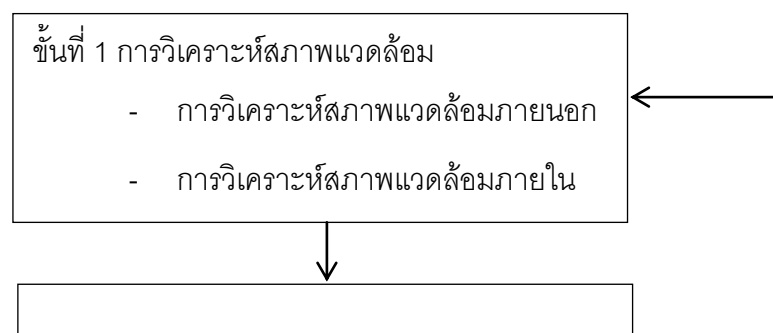 ขั้นที่ 1 การวิเคราะห์สภาพแวดล้อม
- การวิเคราะห์สภาพแวดล้อมภายนอก
- การวิเคราะห์สภาพแวดล้อมภายใน